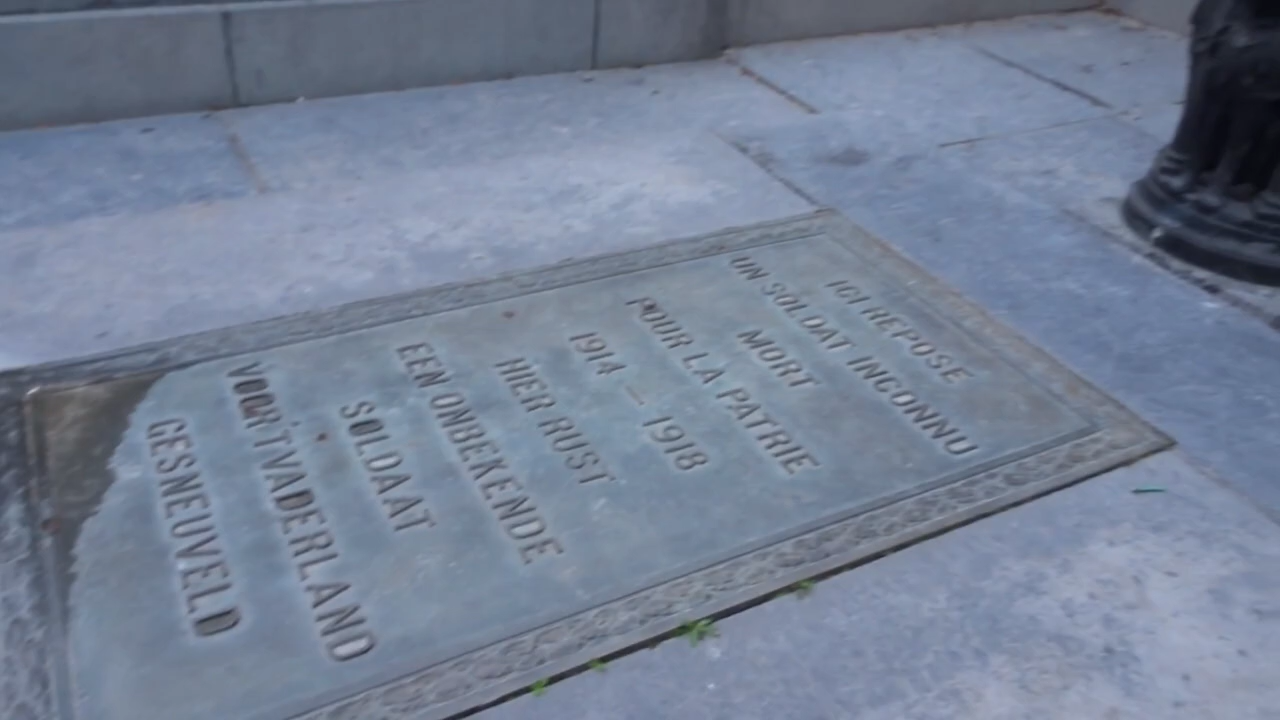 ICI REPOSE
UN SOLDAT INCONNU
MORT
POUR LA PATRIE
1914 – 1918
HIER RUST
EEN ONBEKENDE
SOLDAAT
VOOR'T VADERLAND
GESNEUVELD